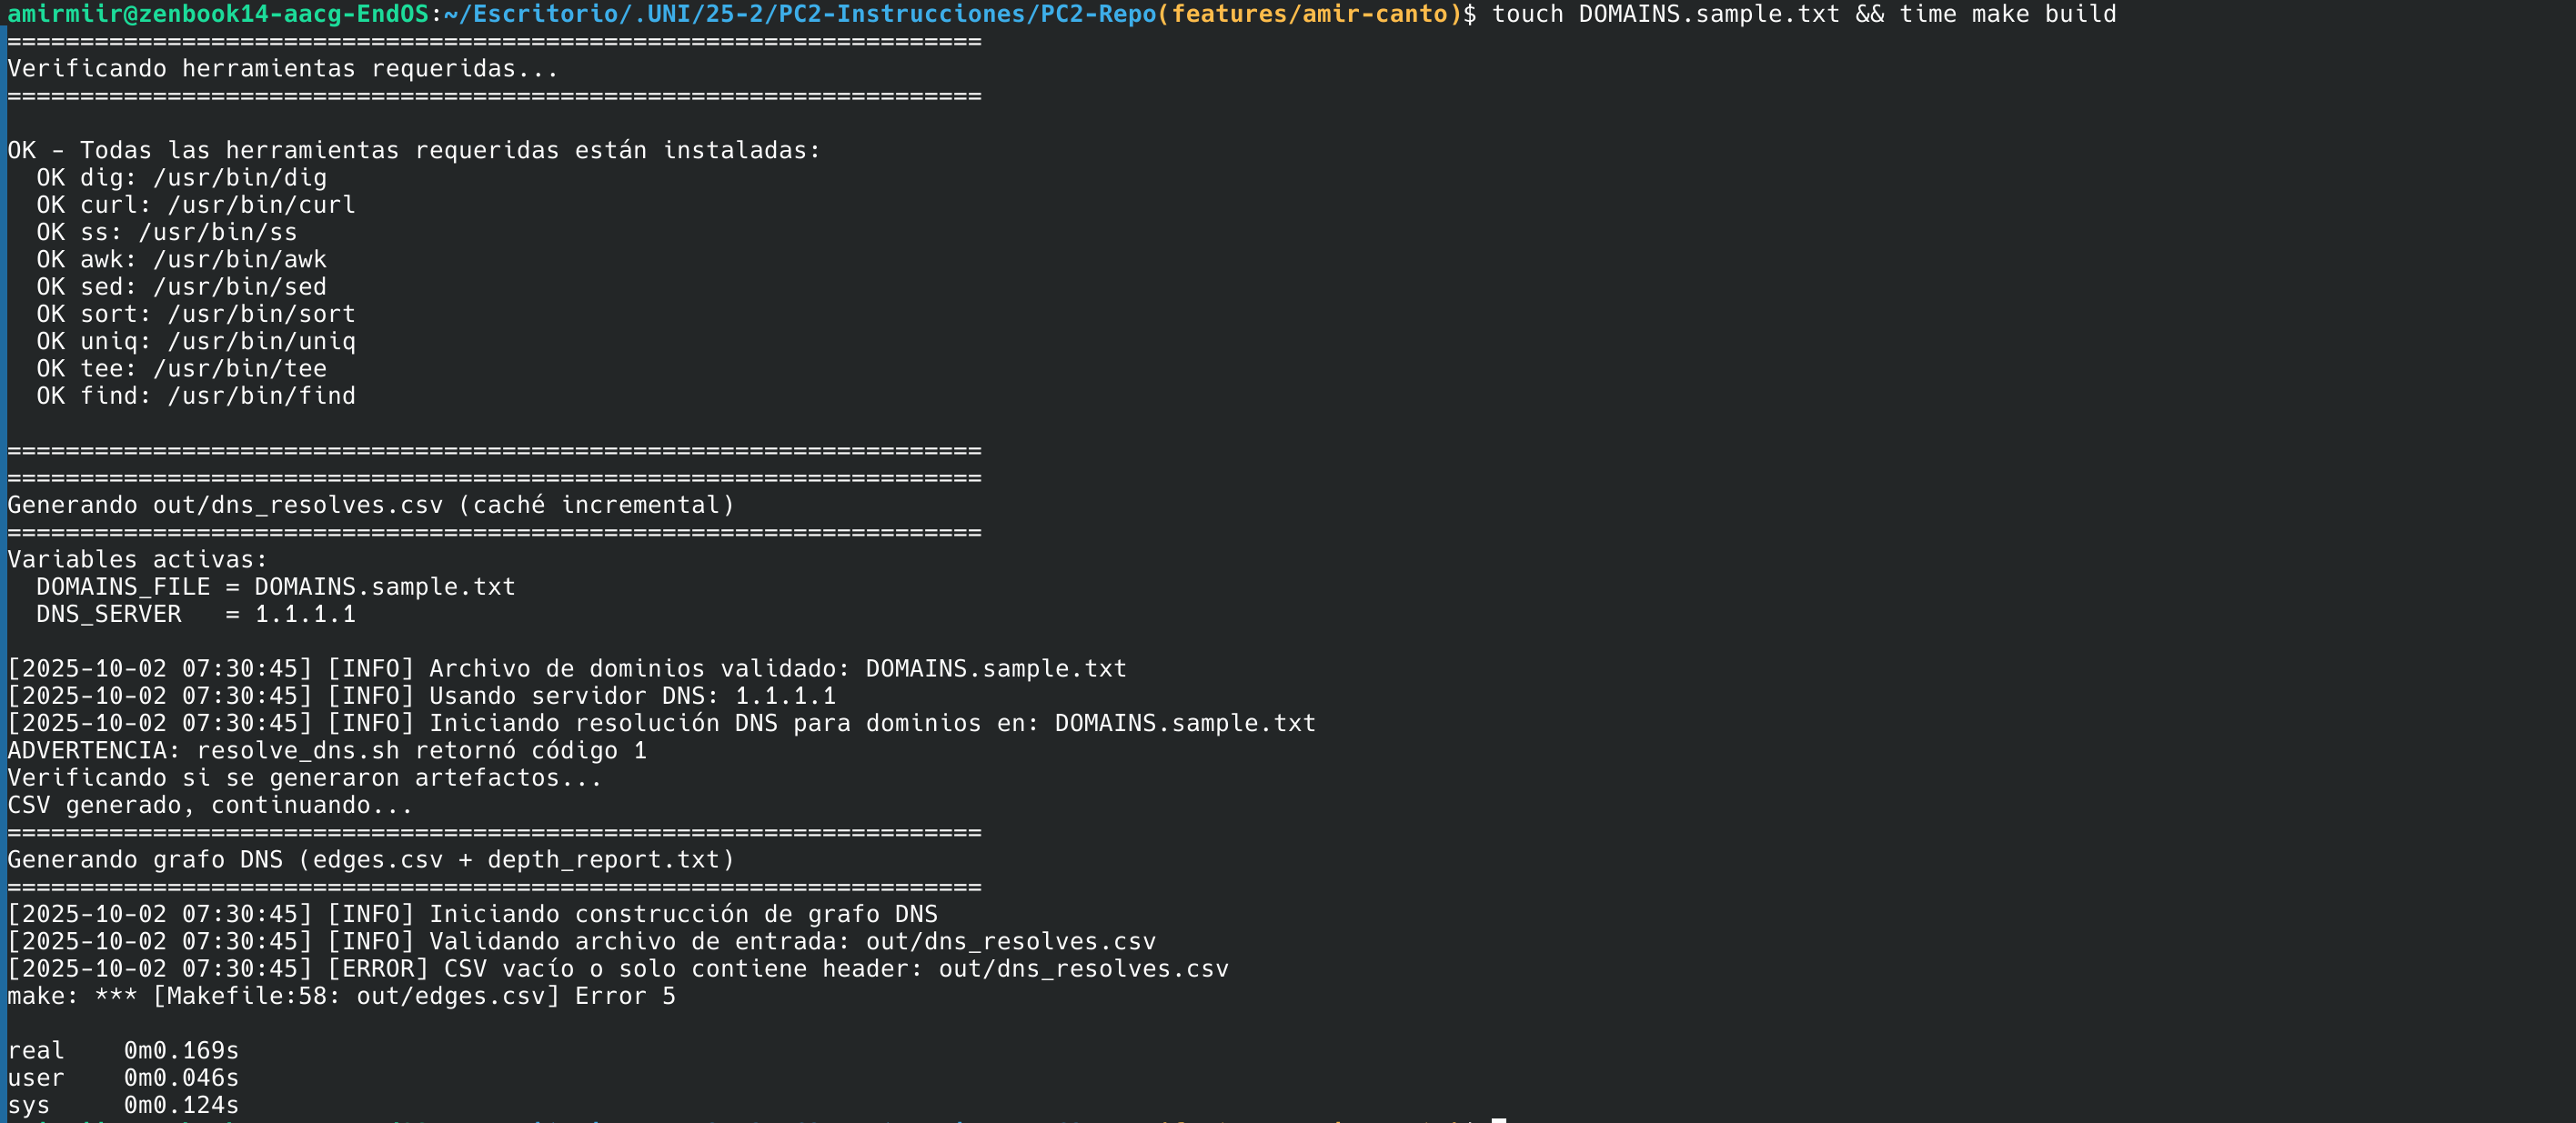 amirmiir@zenbook14-aacg-EndOS:~/Escritorio/.UNI/25-2/PC2-Instrucciones/PC2-Repo(features/amir-canto)$ touch DOMAINS.sample.txt && time make build
===================================================================
Verificando herramientas requeridas...
===================================================================
OK - Todas las herramientas requeridas están instaladas:
  OK dig: /usr/bin/dig
  OK curl: /usr/bin/curl
  OK ss: /usr/bin/ss
  OK awk: /usr/bin/awk
  OK sed: /usr/bin/sed
  OK sort: /usr/bin/sort
  OK uniq: /usr/bin/uniq
  OK tee: /usr/bin/tee
  OK find: /usr/bin/find
===================================================================
===================================================================
Generando out/dns_resolves.csv (caché incremental)
===================================================================
Variables activas:
  DOMAINS_FILE = DOMAINS.sample.txt
  DNS_SERVER   = 1.1.1.1
[2025-10-02 07:30:45] [INFO] Archivo de dominios validado: DOMAINS.sample.txt
[2025-10-02 07:30:45] [INFO] Usando servidor DNS: 1.1.1.1
[2025-10-02 07:30:45] [INFO] Iniciando resolución DNS para dominios en: DOMAINS.sample.txt
ADVERTENCIA: resolve_dns.sh retornó código 1
Verificando si se generaron artefactos...
CSV generado, continuando...
===================================================================
Generando grafo DNS (edges.csv + depth_report.txt)
===================================================================
[2025-10-02 07:30:45] [INFO] Iniciando construcción de grafo DNS
[2025-10-02 07:30:45] [INFO] Validando archivo de entrada: out/dns_resolves.csv
[2025-10-02 07:30:45] [ERROR] CSV vacío o solo contiene header: out/dns_resolves.csv
make: *** [Makefile:58: out/edges.csv] Error 5
real    0m0.169s
user    0m0.046s
sys     0m0.124s